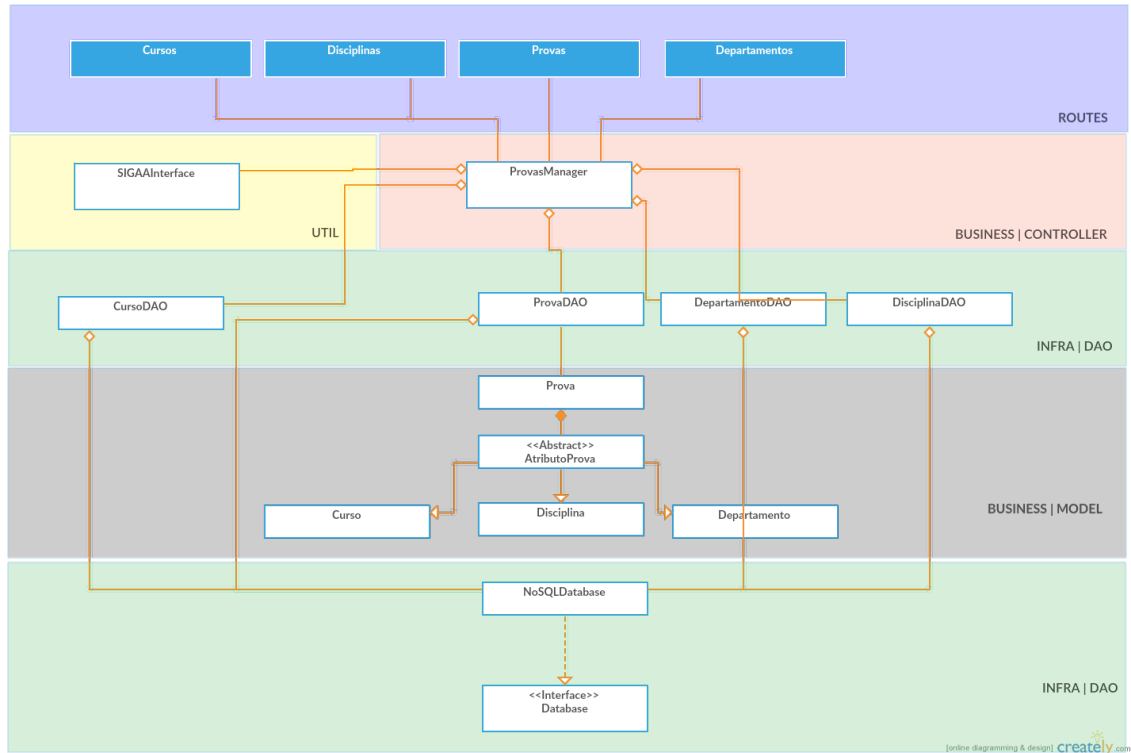 Cursos
Disciplinas
Provas
Departamentos
ROUTES
SIGAAInterface
ProvasManager
UTIL
BUSINESS | CONTROLLER
CursoDAO
ProvaDAO
DepartamentoDAO
DisciplinaDAO
INFRA | DAO
Prova
<<Abstract>>
AtributoProva
Curso
Disciplina
Departamento
BUSINESS | MODEL
NoSQLDatabase
<<Interface>>
Database
INFRA | DAO
[online diagramming & design] creately.com